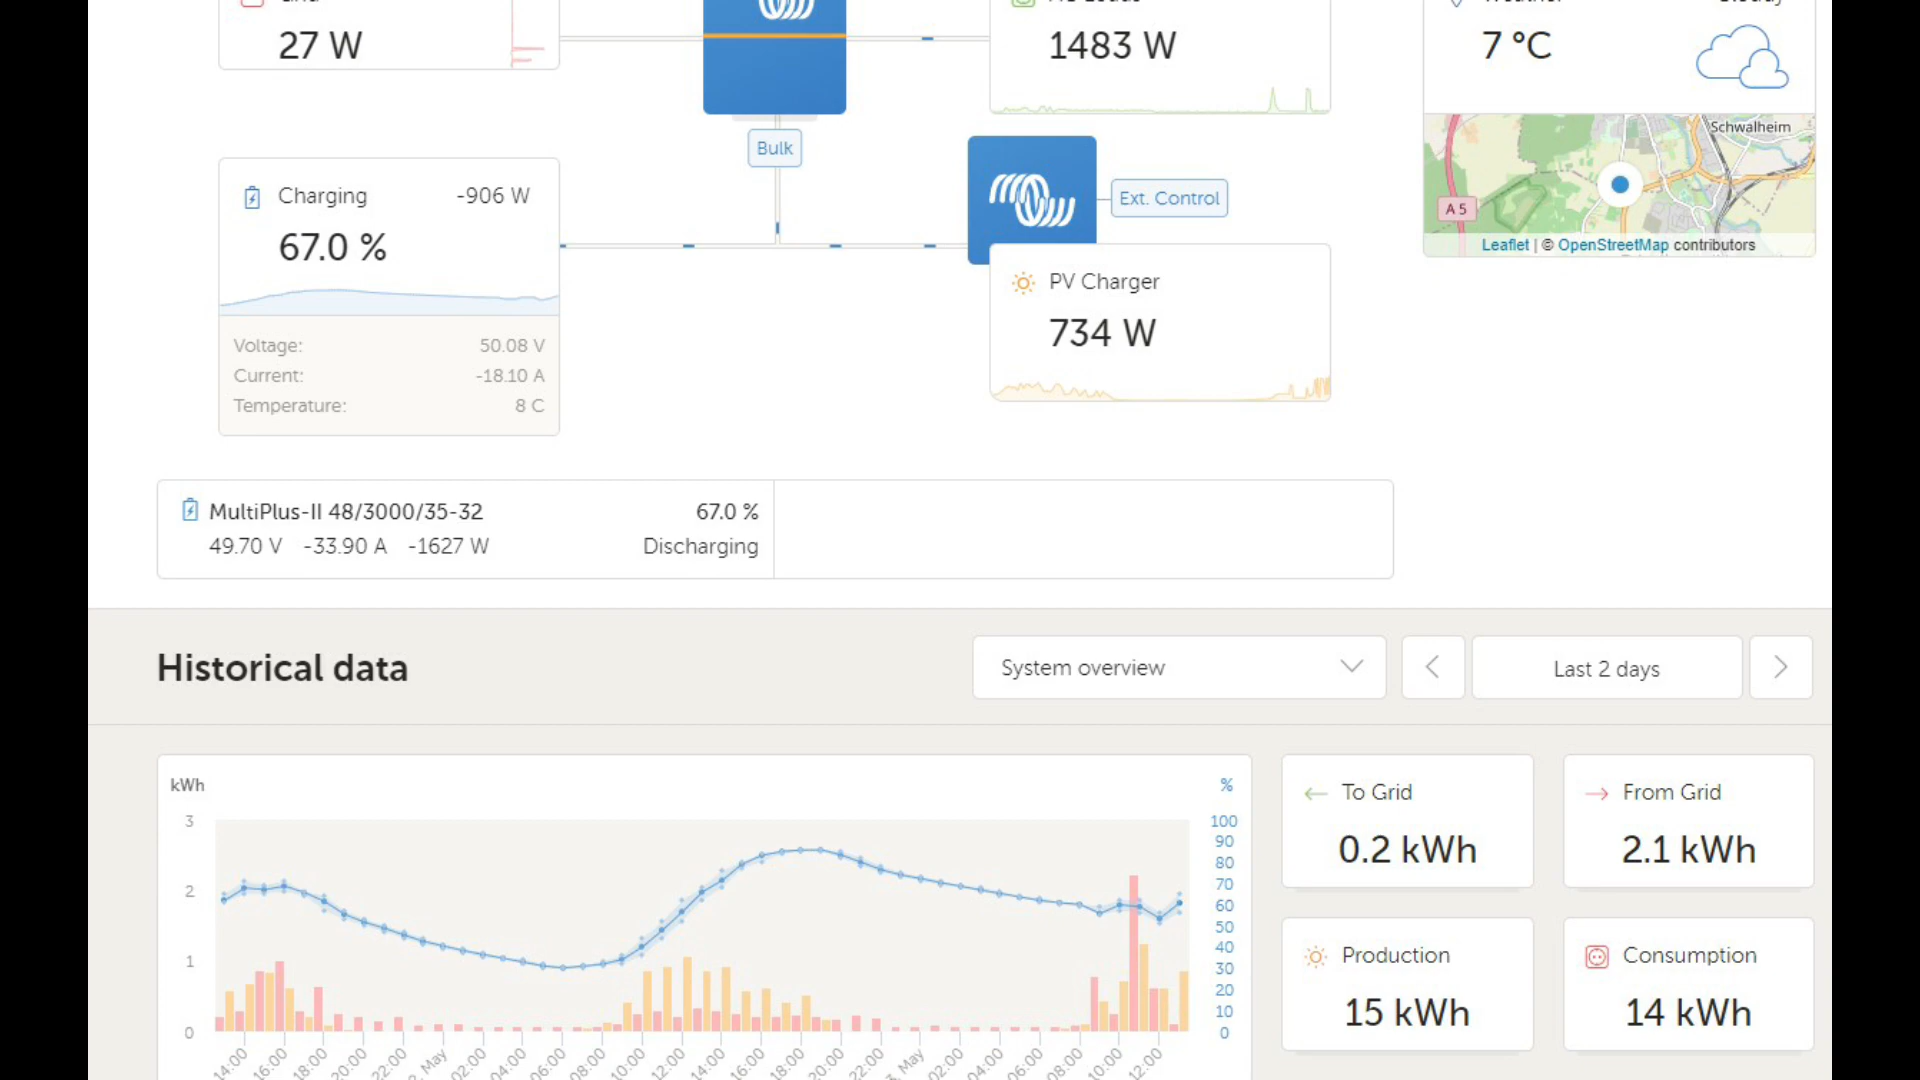 27 W
1483 W
7 °C
Bulk
Schwalheim
A 5
Leaflet | © OpenStreetMap contributors
Charging -906 W
67.0 %
Ext. Control
PV Charger
734 W
Voltage: 50.08 V
Current: -18.10 A
Temperature: 8 C
MultiPlus-II 48/3000/35-32 67.0 %
49.70 V -33.90 A -1627 W Discharging
Historical data
System overview
Last 2 days
kWh %
3
2
1
0
100
90
80
70
60
50
40
30
20
10
0
14:00 16:00 18:00 20:00 22:00 2. May 02:00 04:00 06:00 08:00 10:00 12:00 14:00 16:00 18:00 20:00 22:00 3. May 02:00 04:00 06:00 08:00 10:00 12:00
To Grid
0.2 kWh
From Grid
2.1 kWh
Production
15 kWh
Consumption
14 kWh